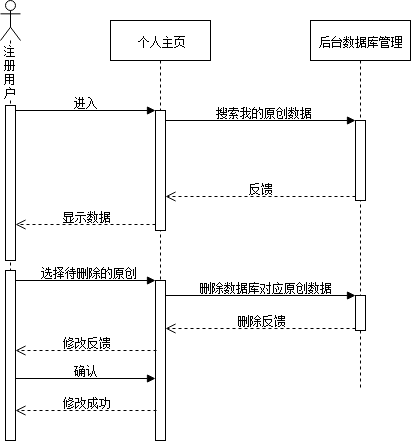 注册用户
个人主页
后台数据库管理
进入
搜索我的原创数据
反馈
显示数据
选择待删除的原创
删除数据库对应原创数据
删除反馈
修改反馈
确认
修改成功